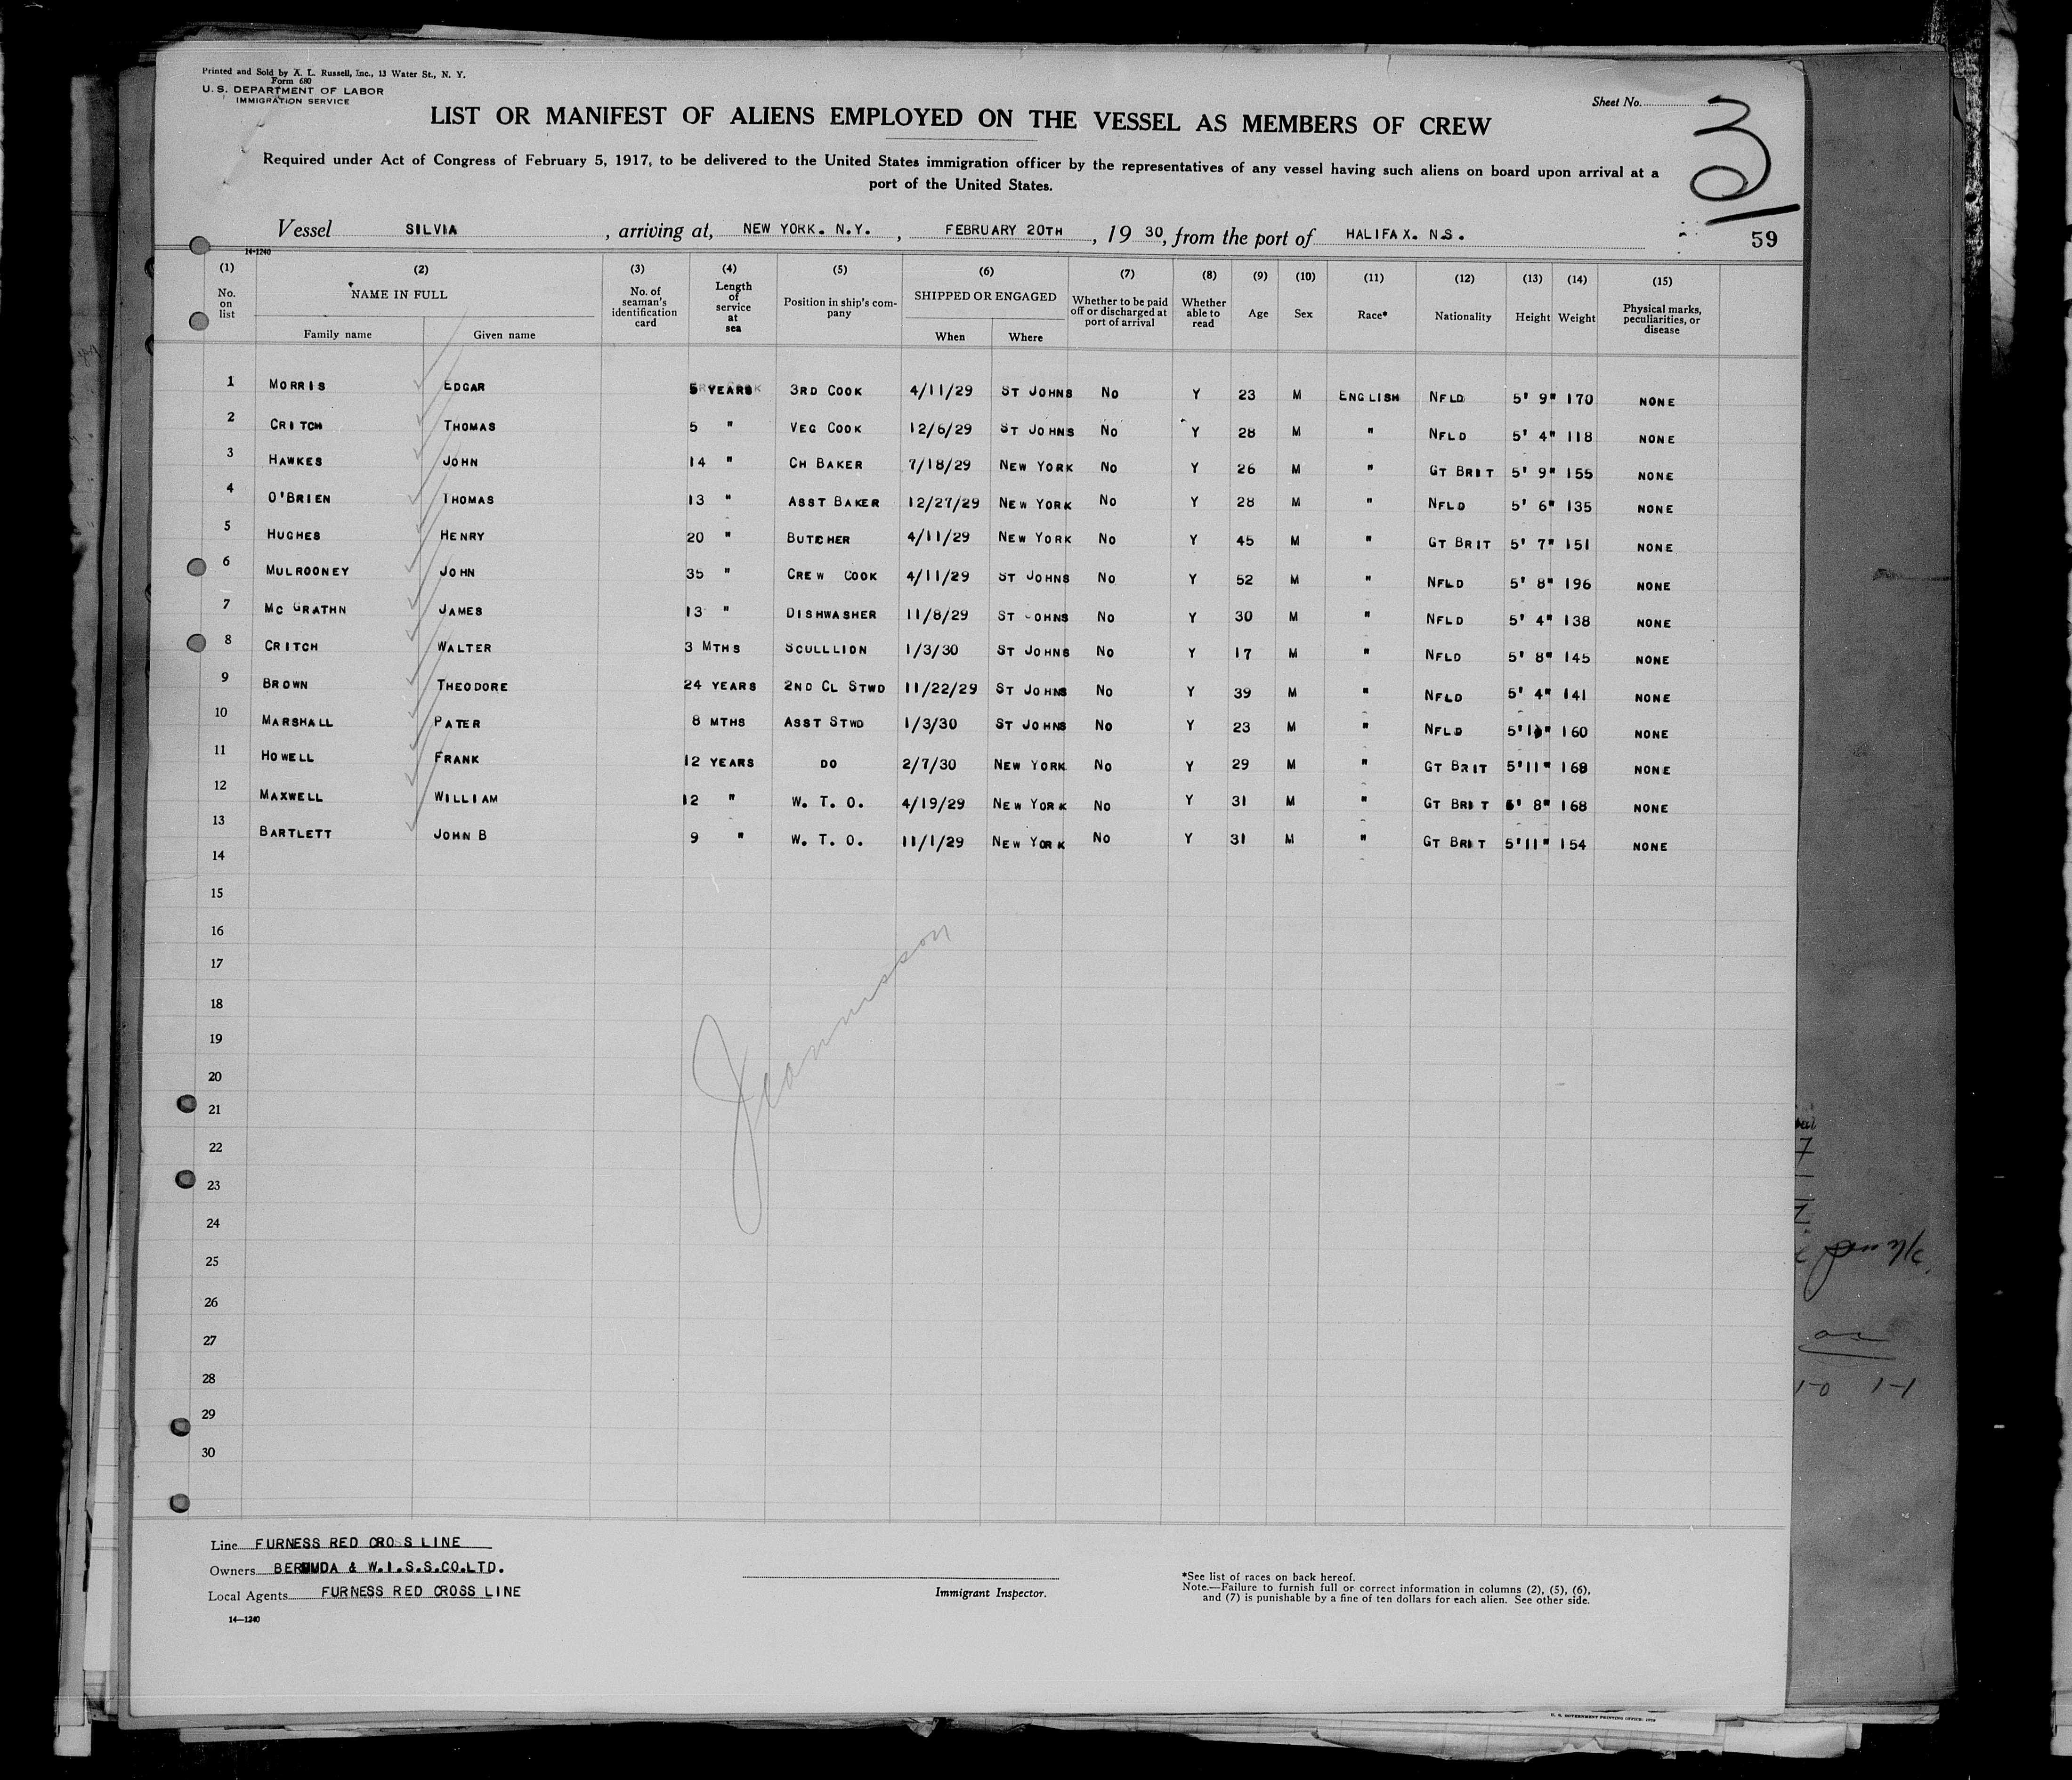 Printed and Sold by A. L. Russell, Inc., 13 Water St., N. Y.
Form 680
U. S. DEPARTMENT OF LABOR
IMMIGRATION SERVICE
Sheet No.
3
LIST OR MANIFEST OF ALIENS EMPLOYED ON THE VESSEL AS MEMBERS OF CREW
Required under Act of Congress of February 5, 1917, to be delivered to the United States immigration officer by the representatives of any vessel having such aliens on board upon arrival at a
port of the United States.
Vessel SILVIA , arriving at, NEW YORK. N.Y. , FEBRUARY 20TH , 19 30, from the port of HALIFAX. N.S.
59
14-1240
(1) (2) (3) (4) (5) (6) (7) (8) (9) (10) (11) (12) (13) (14) (15)
No. on list NAME IN FULL Family name Given name No. of seaman's identification card Length of service at sea Position in ship's company SHIPPED OR ENGAGED When Where Whether to be paid off or discharged at port of arrival Whether able to read Age Sex Race* Nationality Height Weight Physical marks, peculiarities, or disease
1 MORRIS EDGAR 5 YEARS 3RD COOK 4/11/29 ST JOHNS No Y 23 M ENGLISH NFLD 5' 9" 170 NONE
2 CRITCH THOMAS 5 " VEG COOK 12/6/29 ST JOHNS No Y 28 M " NFLD 5' 4" 118 NONE
3 HAWKES JOHN 14 " CH BAKER 7/18/29 NEW YORK No Y 26 M " GT BRIT 5' 9" 155 NONE
4 O'BRIEN THOMAS 13 " ASST BAKER 12/27/29 NEW YORK No Y 28 M " NFLD 5' 6" 135 NONE
5 HUGHES HENRY 20 " BUTCHER 4/11/29 NEW YORK No Y 45 M " GT BRIT 5' 7" 151 NONE
6 MULROONEY JOHN 35 " CREW COOK 4/11/29 ST JOHNS No Y 52 M " NFLD 5' 8" 196 NONE
7 MC GRATHN JAMES 13 " DISHWASHER 11/8/29 ST JOHNS No Y 30 M " NFLD 5' 4" 138 NONE
8 CRITCH WALTER 3 MTHS SCULLLION 1/3/30 ST JOHNS No Y 17 M " NFLD 5' 8" 145 NONE
9 BROWN THEODORE 24 YEARS 2ND CL STWD 11/22/29 ST JOHNS No Y 39 M " NFLD 5' 4" 141 NONE
10 MARSHALL PATER 8 MTHS ASST STWD 1/3/30 ST JOHNS No Y 23 M " NFLD 160 NONE
11 HOWELL FRANK 12 YEARS DO 2/7/30 NEW YORK No Y 29 M " GT BRIT 5'11" 168 NONE
12 MAXWELL WILLIAM 12 " W. T. O. 4/19/29 NEW YORK No Y 31 M " GT BRIT 5' 8" 168 NONE
13 BARTLETT JOHN B 9 " W. T. O. 11/1/29 NEW YORK No Y 31 M " GT BRIT 5'11" 154 NONE
14
15
16
17
18
19
20
21
22
23
24
25
26
27
28
29
30
Line FURNESS RED CROSS LINE
Owners BERMUDA & W.I.S.S.CO.LTD.
Local Agents FURNESS RED CROSS LINE
14—1240
Immigrant Inspector.
*See list of races on back hereof.
Note.—Failure to furnish full or correct information in columns (2), (5), (6),
and (7) is punishable by a fine of ten dollars for each alien. See other side.